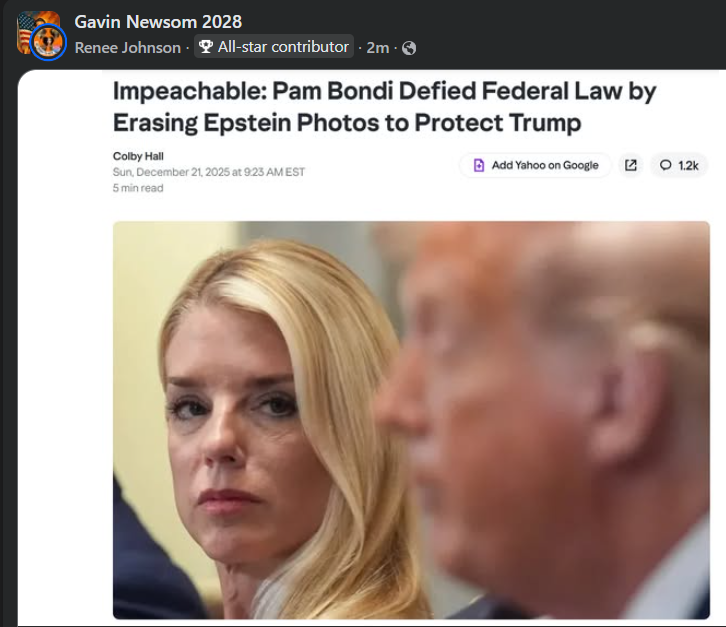 Gavin Newsom 2028
Renee Johnson · All-star contributor · 2m ·
Impeachable: Pam Bondi Defied Federal Law by
Erasing Epstein Photos to Protect Trump
Colby Hall
Sun, December 21, 2025 at 9:23 AM EST
5 min read
Add Yahoo on Google
1.2k